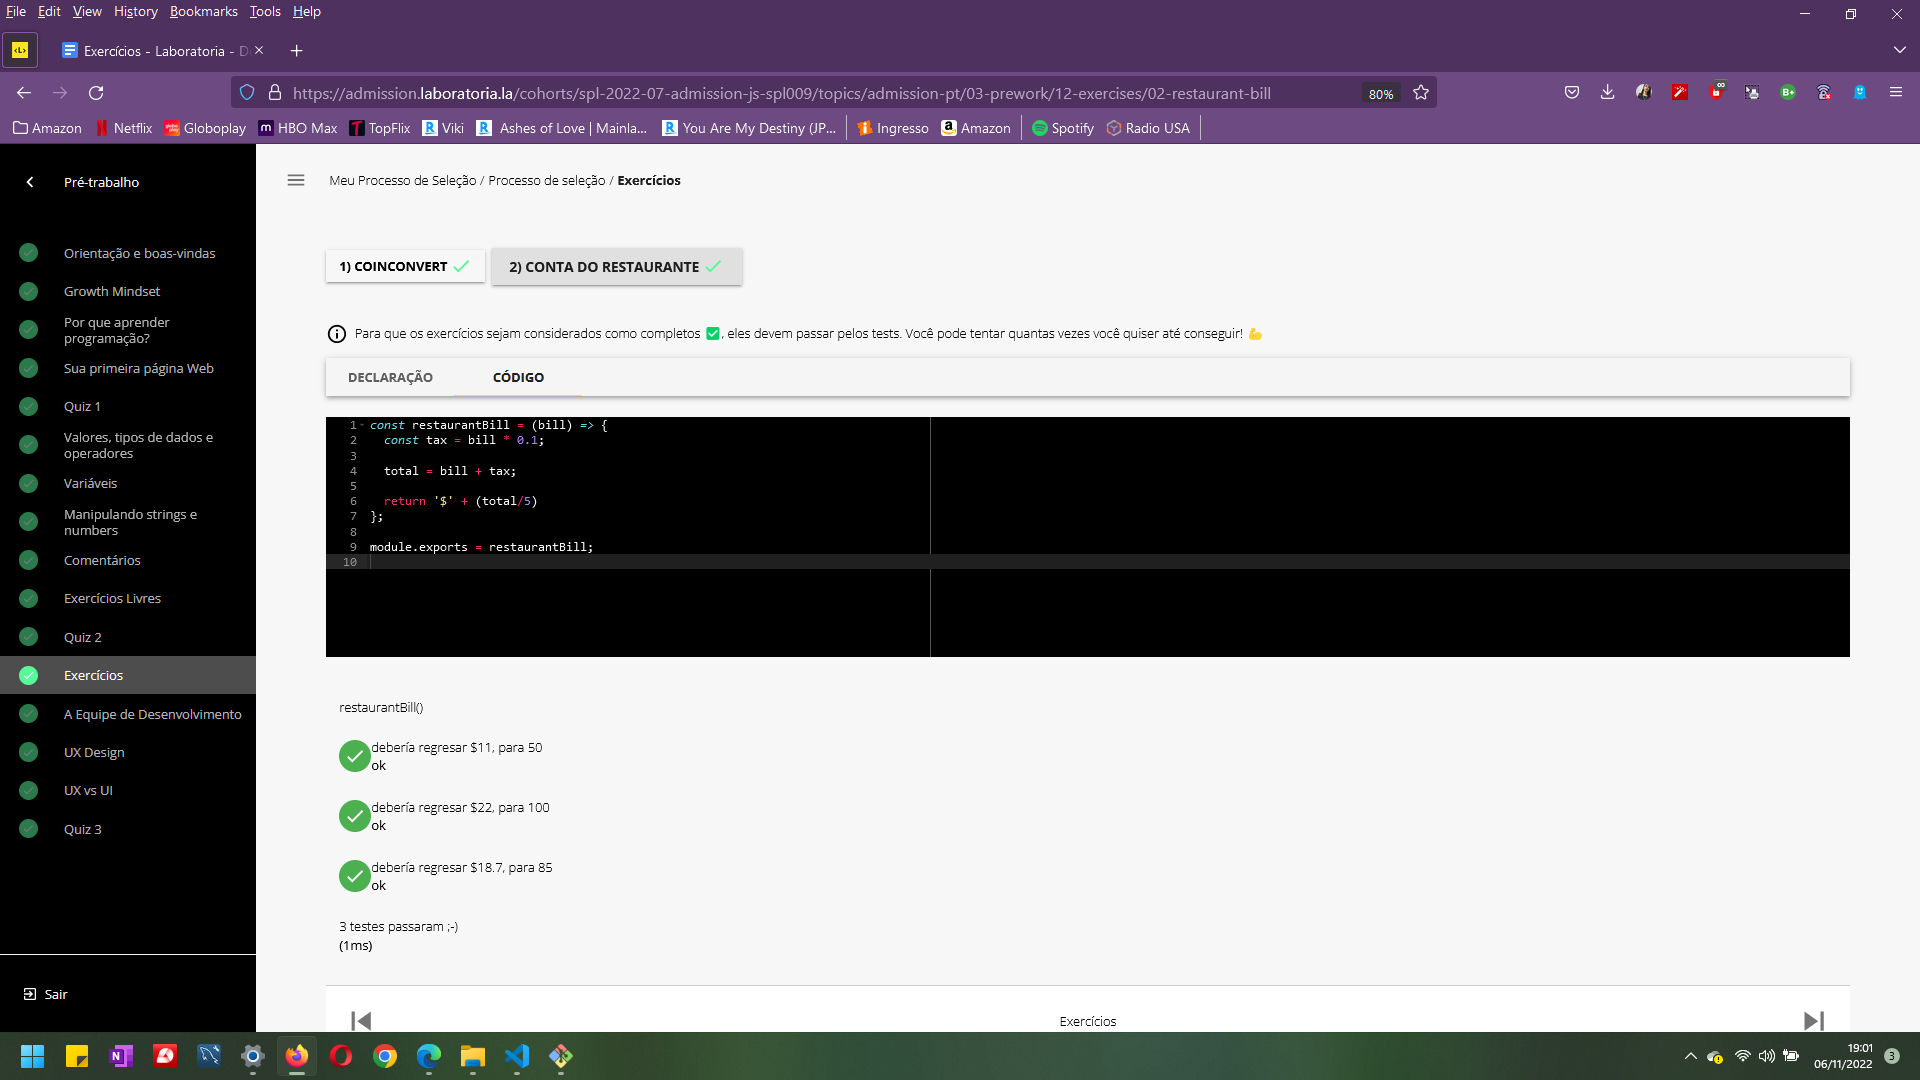 File Edit View History Bookmarks Tools Help
Exercícios - Laboratoria - D
https://admission.laboratoria.la/cohorts/spl-2022-07-admission-js-spl009/topics/admission-pt/03-prework/12-exercises/02-restaurant-bill 80%
Amazon Netflix Globoplay HBO Max TopFlix Viki Ashes of Love | Mainla... You Are My Destiny (JP... Ingresso Amazon Spotify Radio USA
Pré-trabalho
Orientação e boas-vindas
Growth Mindset
Por que aprender
programação?
Sua primeira página Web
Quiz 1
Valores, tipos de dados e
operadores
Variáveis
Manipulando strings e
numbers
Comentários
Exercícios Livres
Quiz 2
Exercícios
A Equipe de Desenvolvimento
UX Design
UX vs UI
Quiz 3
Sair
Meu Processo de Seleção / Processo de seleção / Exercícios
1) COINCONVERT 2) CONTA DO RESTAURANTE
Para que os exercícios sejam considerados como completos ✅, eles devem passar pelos tests. Você pode tentar quantas vezes você quiser até conseguir! 💪
DECLARAÇÃO CÓDIGO
1 const restaurantBill = (bill) => {
2 const tax = bill * 0.1;
3
4 total = bill + tax;
5
6 return '$' + (total/5)
7 };
8
9 module.exports = restaurantBill;
10
restaurantBill()
debería regresar $11, para 50
ok
debería regresar $22, para 100
ok
debería regresar $18.7, para 85
ok
3 testes passaram ;-)
(1ms)
Exercícios
19:01
06/11/2022
3